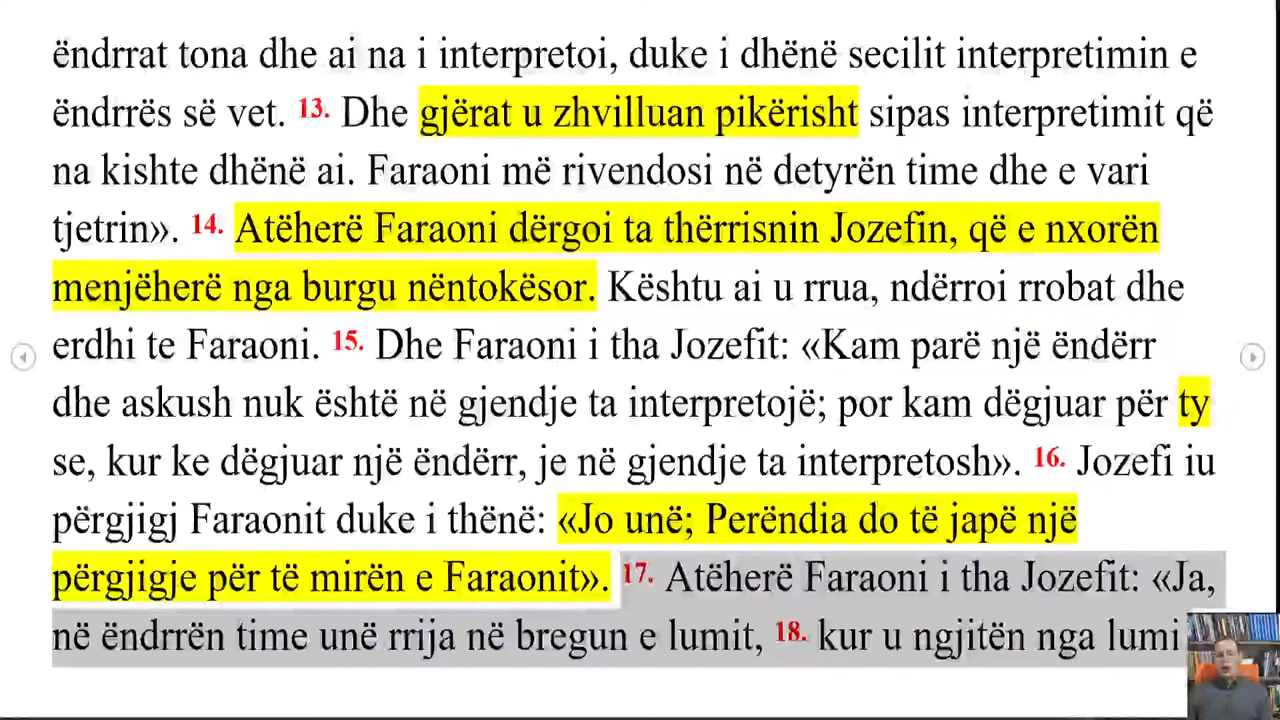 ëndrrat tona dhe ai na i interpretoi, duke i dhënë secilit interpretimin e
ëndrrës së vet. 13. Dhe gjërat u zhvilluan pikërisht sipas interpretimit që
na kishte dhënë ai. Faraoni më rivendosi në detyrën time dhe e vari
tjetrin». 14. Atëherë Faraoni dërgoi ta thërrisnin Jozefin, që e nxorën
menjëherë nga burgu nëntokësor. Kështu ai u rrua, ndërroi rrobat dhe
erdhi te Faraoni. 15. Dhe Faraoni i tha Jozefit: «Kam parë një ëndërr
dhe askush nuk është në gjendje ta interpretojë; por kam dëgjuar për ty
se, kur ke dëgjuar një ëndërr, je në gjendje ta interpretosh». 16. Jozefi iu
përgjigj Faraonit duke i thënë: «Jo unë; Perëndia do të japë një
përgjigje për të mirën e Faraonit». 17. Atëherë Faraoni i tha Jozefit: «Ja,
në ëndrrën time unë rrija në bregun e lumit, 18. kur u ngjitën nga lumi